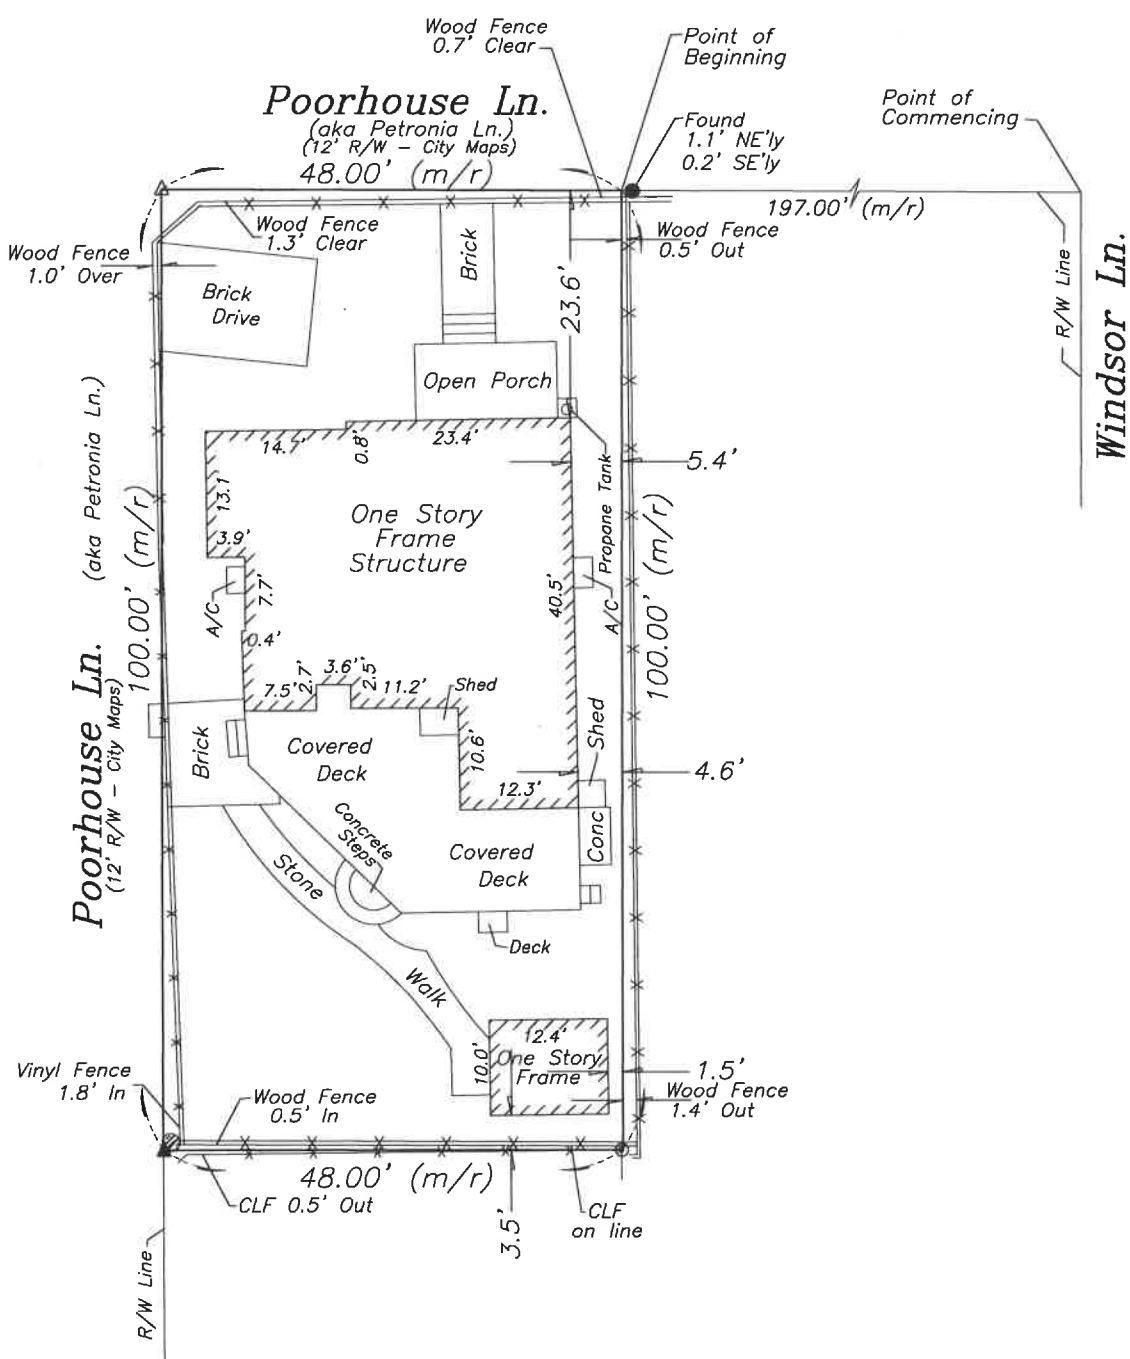 Wood Fence
0.7' Clear
Point of
Beginning
Poorhouse Ln.
(aka Petronia Ln.)
(12' R/W - City Maps)
48.00' (m/r)
Found
1.1' NE'ly
0.2' SE'ly
Point of
Commencing
197.00' (m/r)
Wood Fence
1.3' Clear
Wood Fence
0.5' Out
Wood Fence
1.0' Over
Brick
Drive
Brick
23.6'
R/W Line
Windsor Ln.
Open Porch
(aka Petronia Ln.)
14.7'
0.8'
23.4'
5.4'
Propane Tank
13.1
One Story
Frame
Structure
3.9'
100.00' (m/r)
7.7'
A/C
40.5'
A/C
100.00' (m/r)
0.4'
Poorhouse Ln.
(12' R/W - City Maps)
7.5'
2.7'
3.6'
2.5
11.2'
Shed
Brick
Covered
Deck
10.6'
12.3'
Shed
4.6'
Conc
Concrete
Steps
Stone
Covered
Deck
Deck
Walk
12.4'
10.0'
One Story
Frame
1.5'
Wood Fence
1.4' Out
Vinyl Fence
1.8' In
Wood Fence
0.5' In
48.00' (m/r)
CLF 0.5' Out
3.5'
CLF
on line
R/W Line